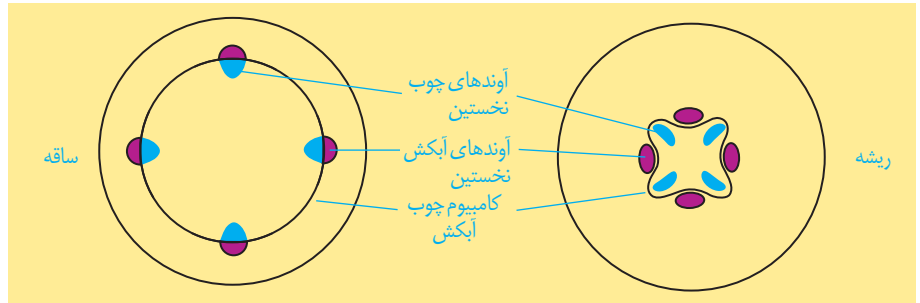 آوندهای چوب
نخستین
آوندهای آبکش
نخستین
کامبیوم چوب
آبکش
ریشه
ساقه